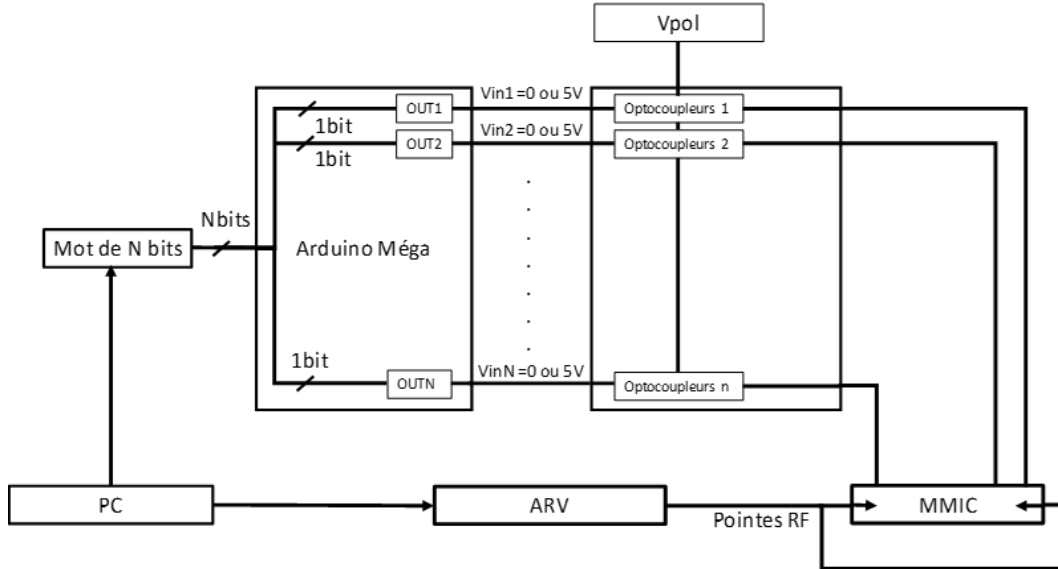 Vpol
Vin1=0 ou 5V
OUT1
Optocoupleurs 1
1bit
Vin2=0 ou 5V
OUT2
Optocoupleurs 2
1bit
Nbits
Mot de N bits
Arduino Méga
1bit
VinN=0 ou 5V
OUTN
Optocoupleurs n
PC
ARV
Pointes RF
MMIC